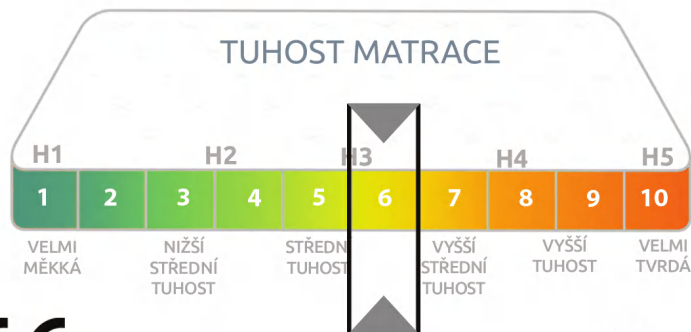 TUHOST MATRACE
H1 H2 H3 H4 H5
1 2 3 4 5 6 7 8 9 10
VELMI MĚKKÁ
NIŽŠÍ STŘEDNÍ TUHOST
STŘEDNÍ TUHOST
VYŠŠÍ STŘEDNÍ TUHOST
VYŠŠÍ TUHOST
VELMI TVRDÁ